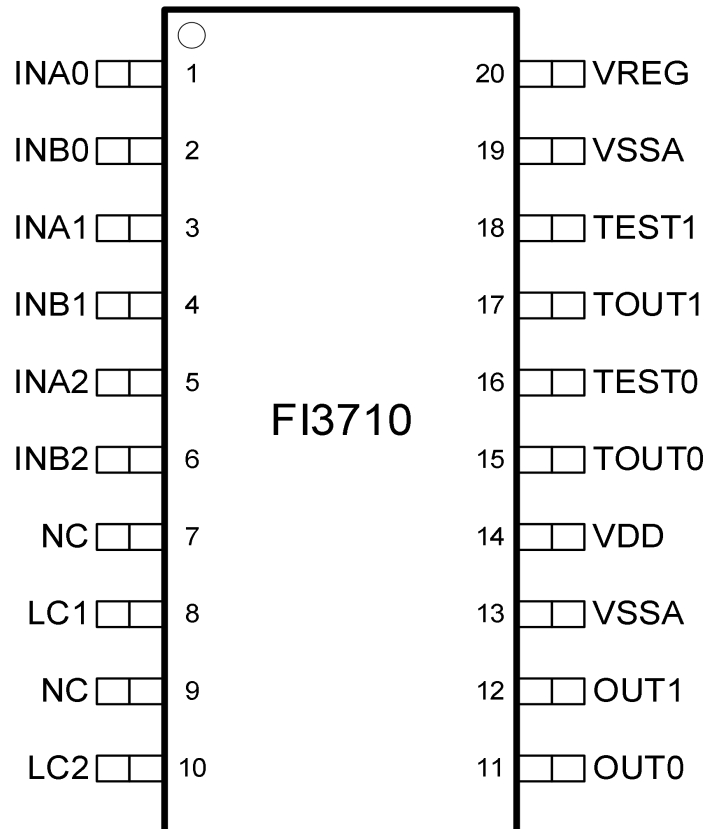 INA0 1 20 VREG
INB0 2 19 VSSA
INA1 3 18 TEST1
INB1 4 17 TOUT1
INA2 5 16 TEST0
FI3710
INB2 6 15 TOUT0
NC 7 14 VDD
LC1 8 13 VSSA
NC 9 12 OUT1
LC2 10 11 OUT0